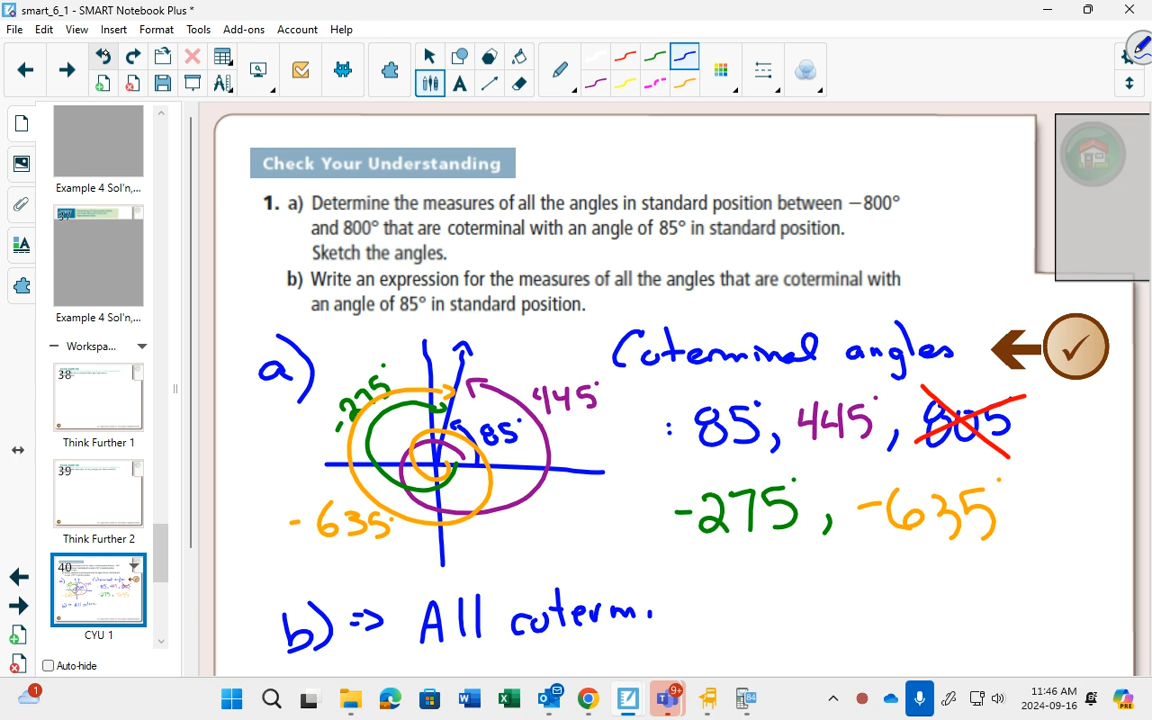 smart_6_1 - SMART Notebook Plus *
File Edit View Insert Format Tools Add-ons Account Help
Example 4 Sol'n,...
37
Example 4 Sol'n,...
Workspa...
38
Think Further 1
39
Think Further 2
40
CYU 1
Auto-hide
Check Your Understanding
1. a) Determine the measures of all the angles in standard position between −800°
and 800° that are coterminal with an angle of 85° in standard position.
Sketch the angles.
b) Write an expression for the measures of all the angles that are coterminal with
an angle of 85° in standard position.
a) Coterminal angles
-275° 445° 85° : 85°, 445°, 805
-635° -275°, -635°
b) => All coterm.
1
9+
84
11:46 AM
2024-09-16
PRE